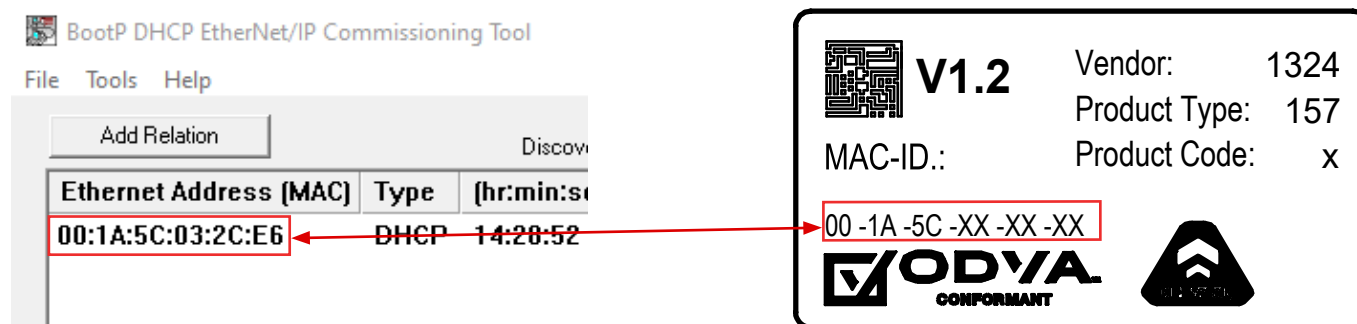 BootP DHCP EtherNet/IP Commissioning Tool
File Tools Help
Add Relation
Discov
Ethernet Address (MAC) Type (hr:min:s
00:1A:5C:03:2C:E6 DHCP 14:28:52
V1.2
Vendor: 1324
Product Type: 157
Product Code: x
MAC-ID.:
00 -1A -5C -XX -XX -XX
ODVA
CONFORMANT